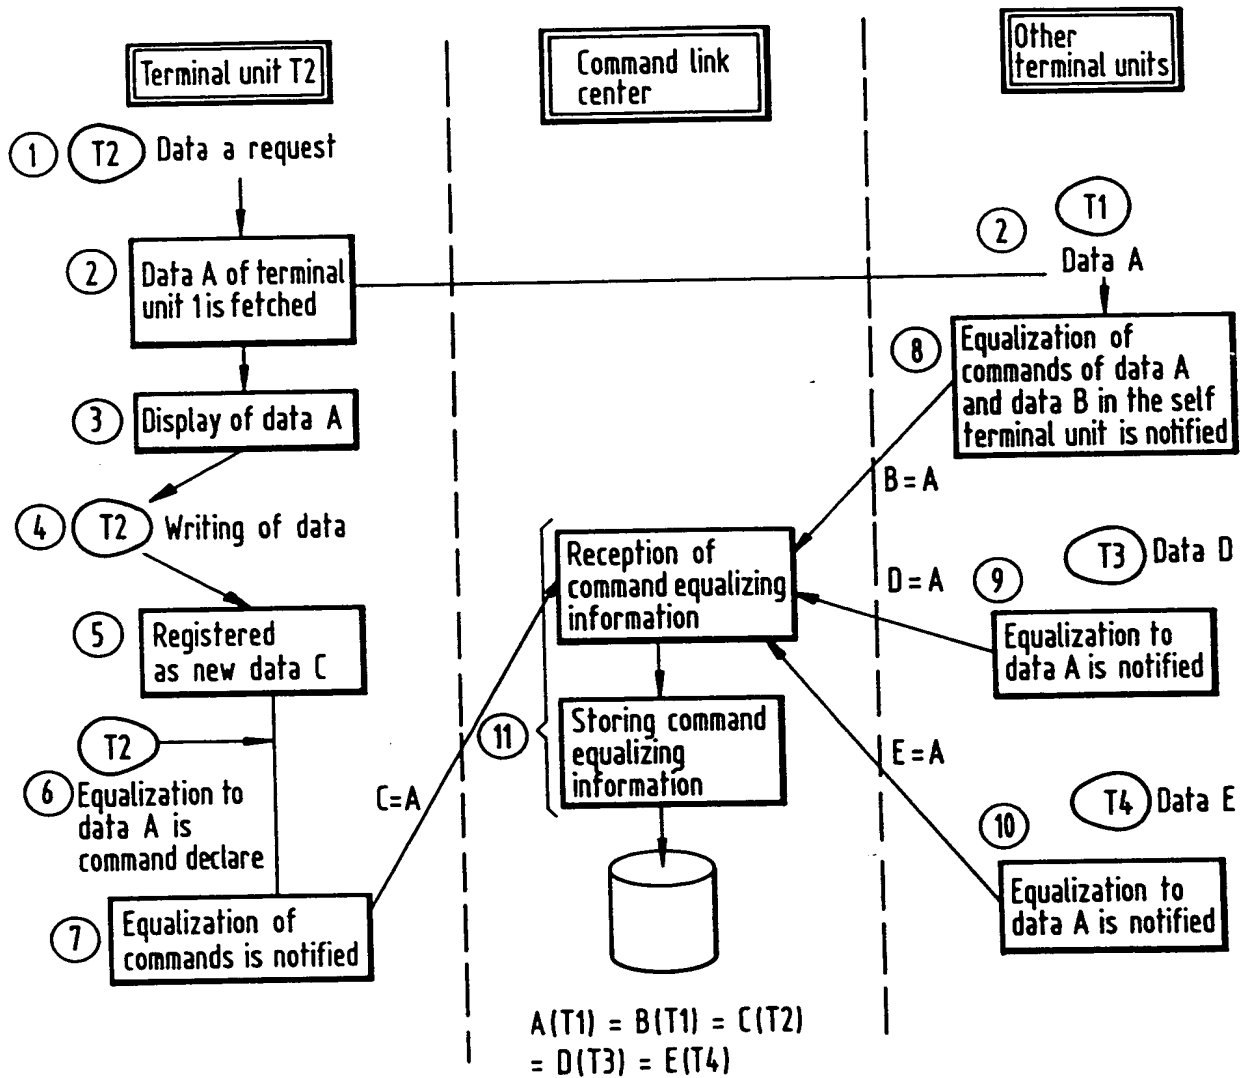 Terminal unit T2
Command link
center
Other
terminal units
1 T2 Data a request
2 Data A of terminal
unit 1 is fetched
3 Display of data A
4 T2 Writing of data
5 Registered
as new data C
T2
6 Equalization to
data A is
command declare
7 Equalization of
commands is notified
C=A
11
Reception of
command equalizing
information
Storing command
equalizing
information
A(T1) = B(T1) = C(T2)
= D(T3) = E(T4)
2 T1
Data A
8 Equalization of
commands of data A
and data B in the self
terminal unit is notified
B=A
T3 Data D
D=A
9
Equalization to
data A is notified
E=A
T4 Data E
10
Equalization to
data A is notified